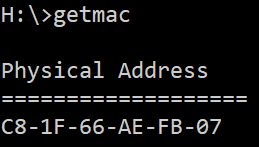 H:\>getmac
Physical Address
===================
C8-1F-66-AE-FB-07